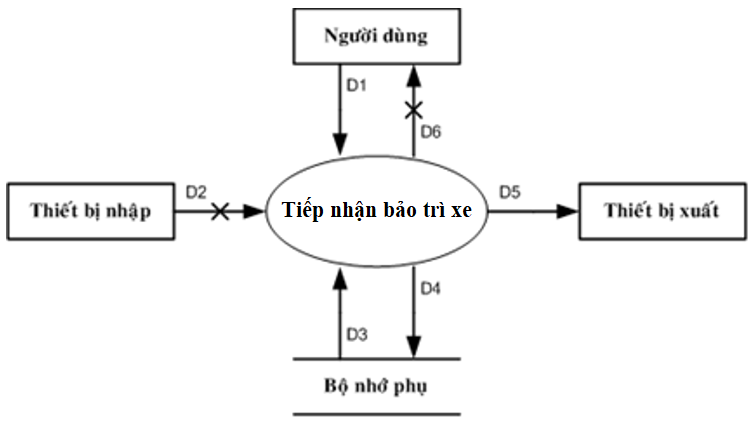 Người dùng
D1
D6
D2
Thiết bị nhập
Tiếp nhận bảo trì xe
D5
Thiết bị xuất
D4
D3
Bộ nhớ phụ